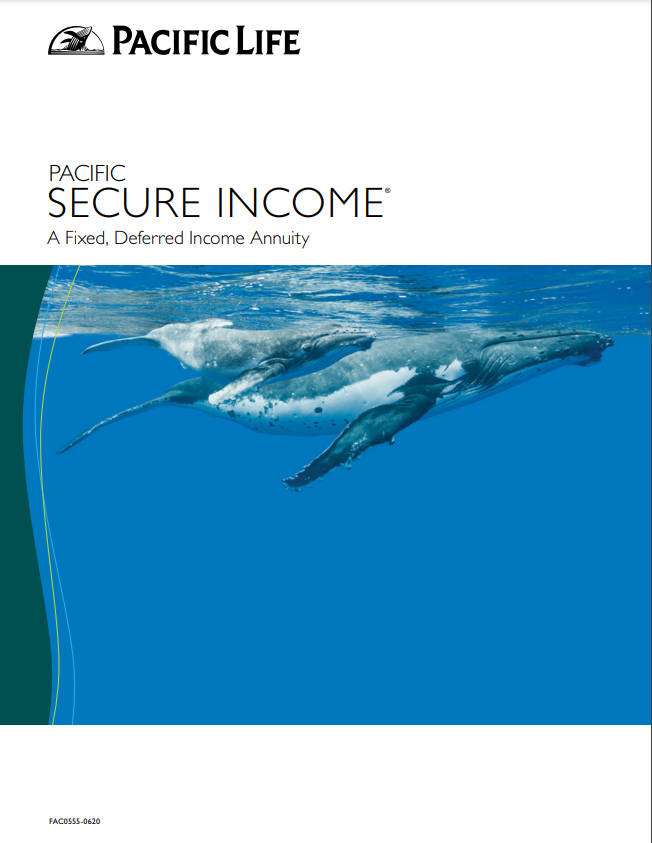 PACIFIC LIFE
PACIFIC
SECURE INCOME®
A Fixed, Deferred Income Annuity
FAC0555-0620